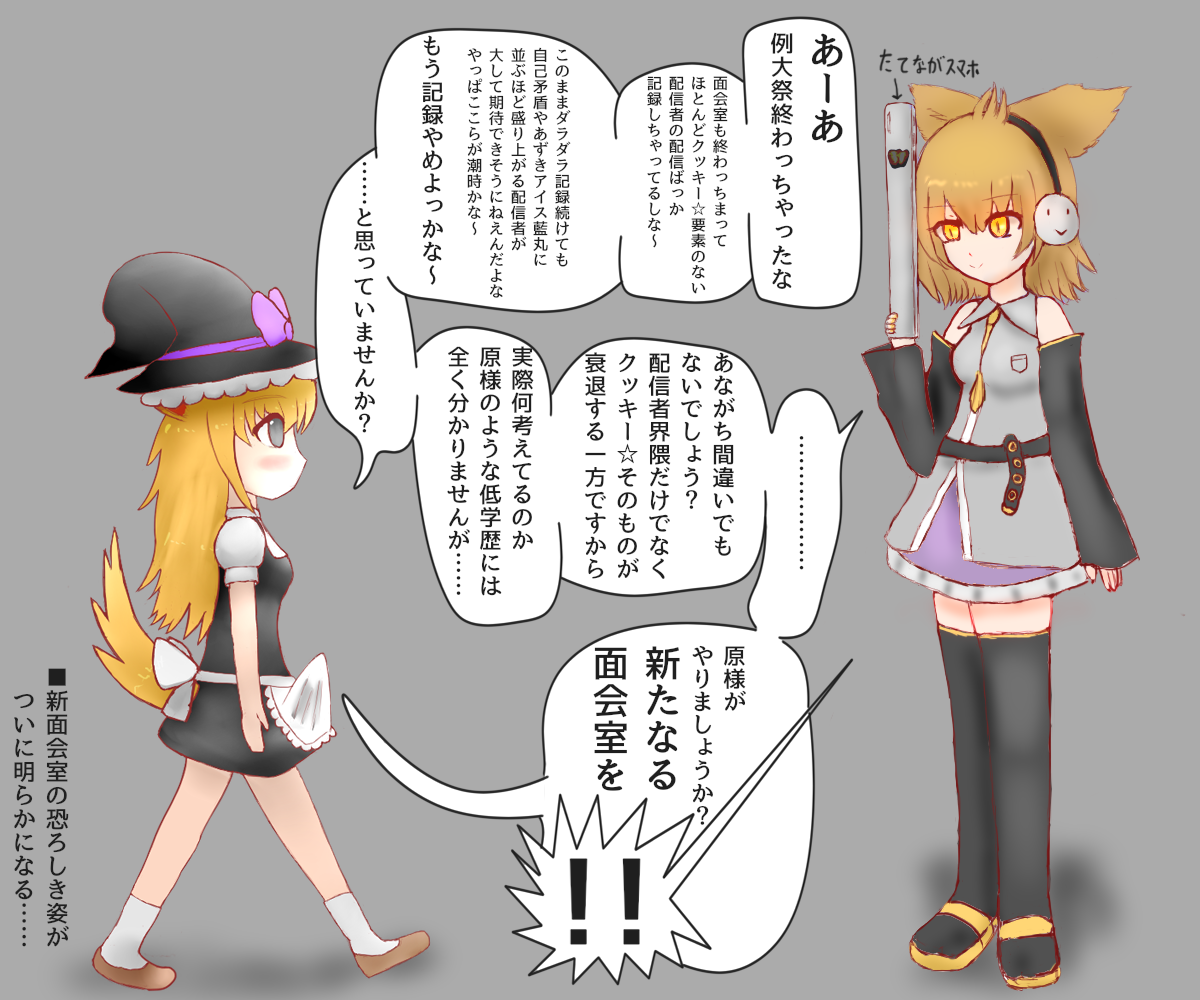 たてながスマホ
あーあ
例大祭終わっちゃったな
面会室も終わっちまって
ほとんどクッキー☆要素のない
配信者の配信ばっか
記録しちゃってるしな〜
このままダラダラ記録続けても
自己矛盾やあずきアイス藍丸に
並ぶほど盛り上がる配信者が
大して期待できそうにねえんだよな
やっぱここらが潮時かな〜
もう記録やめよっかな〜
……と思っていませんか？
…………………
あながち間違いでも
ないでしょう？
配信者界隈だけでなく
クッキー☆そのものが
衰退する一方ですから
実際何考えてるのか
原様のような低学歴には
全く分かりませんが……
原様が
やりましょうか？
新たなる
面会室を
！！
■新面会室の恐ろしき姿が
ついに明らかになる……